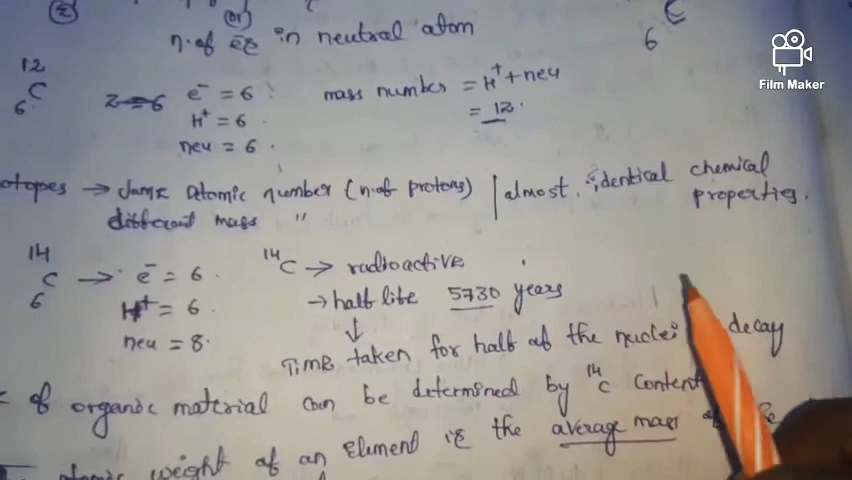 (or)
n.of ēē in neutral atom
C
6
Film Maker
12
C
6
Z=6 e⁻ = 6
H⁺ = 6
neu = 6
mass number = H⁺ + neu
= 12
otopes → same atomic number (n.of protons) | almost identical chemical properties.
different mass "
14
C → e⁻ = 6
6
H⁺ = 6
neu = 8
¹⁴C → radioactive
→ half life 5730 years
↓
Time taken for half of the nuclei decay
of organic material can be determined by ¹⁴C content
atomic weight of an Element is the average mass